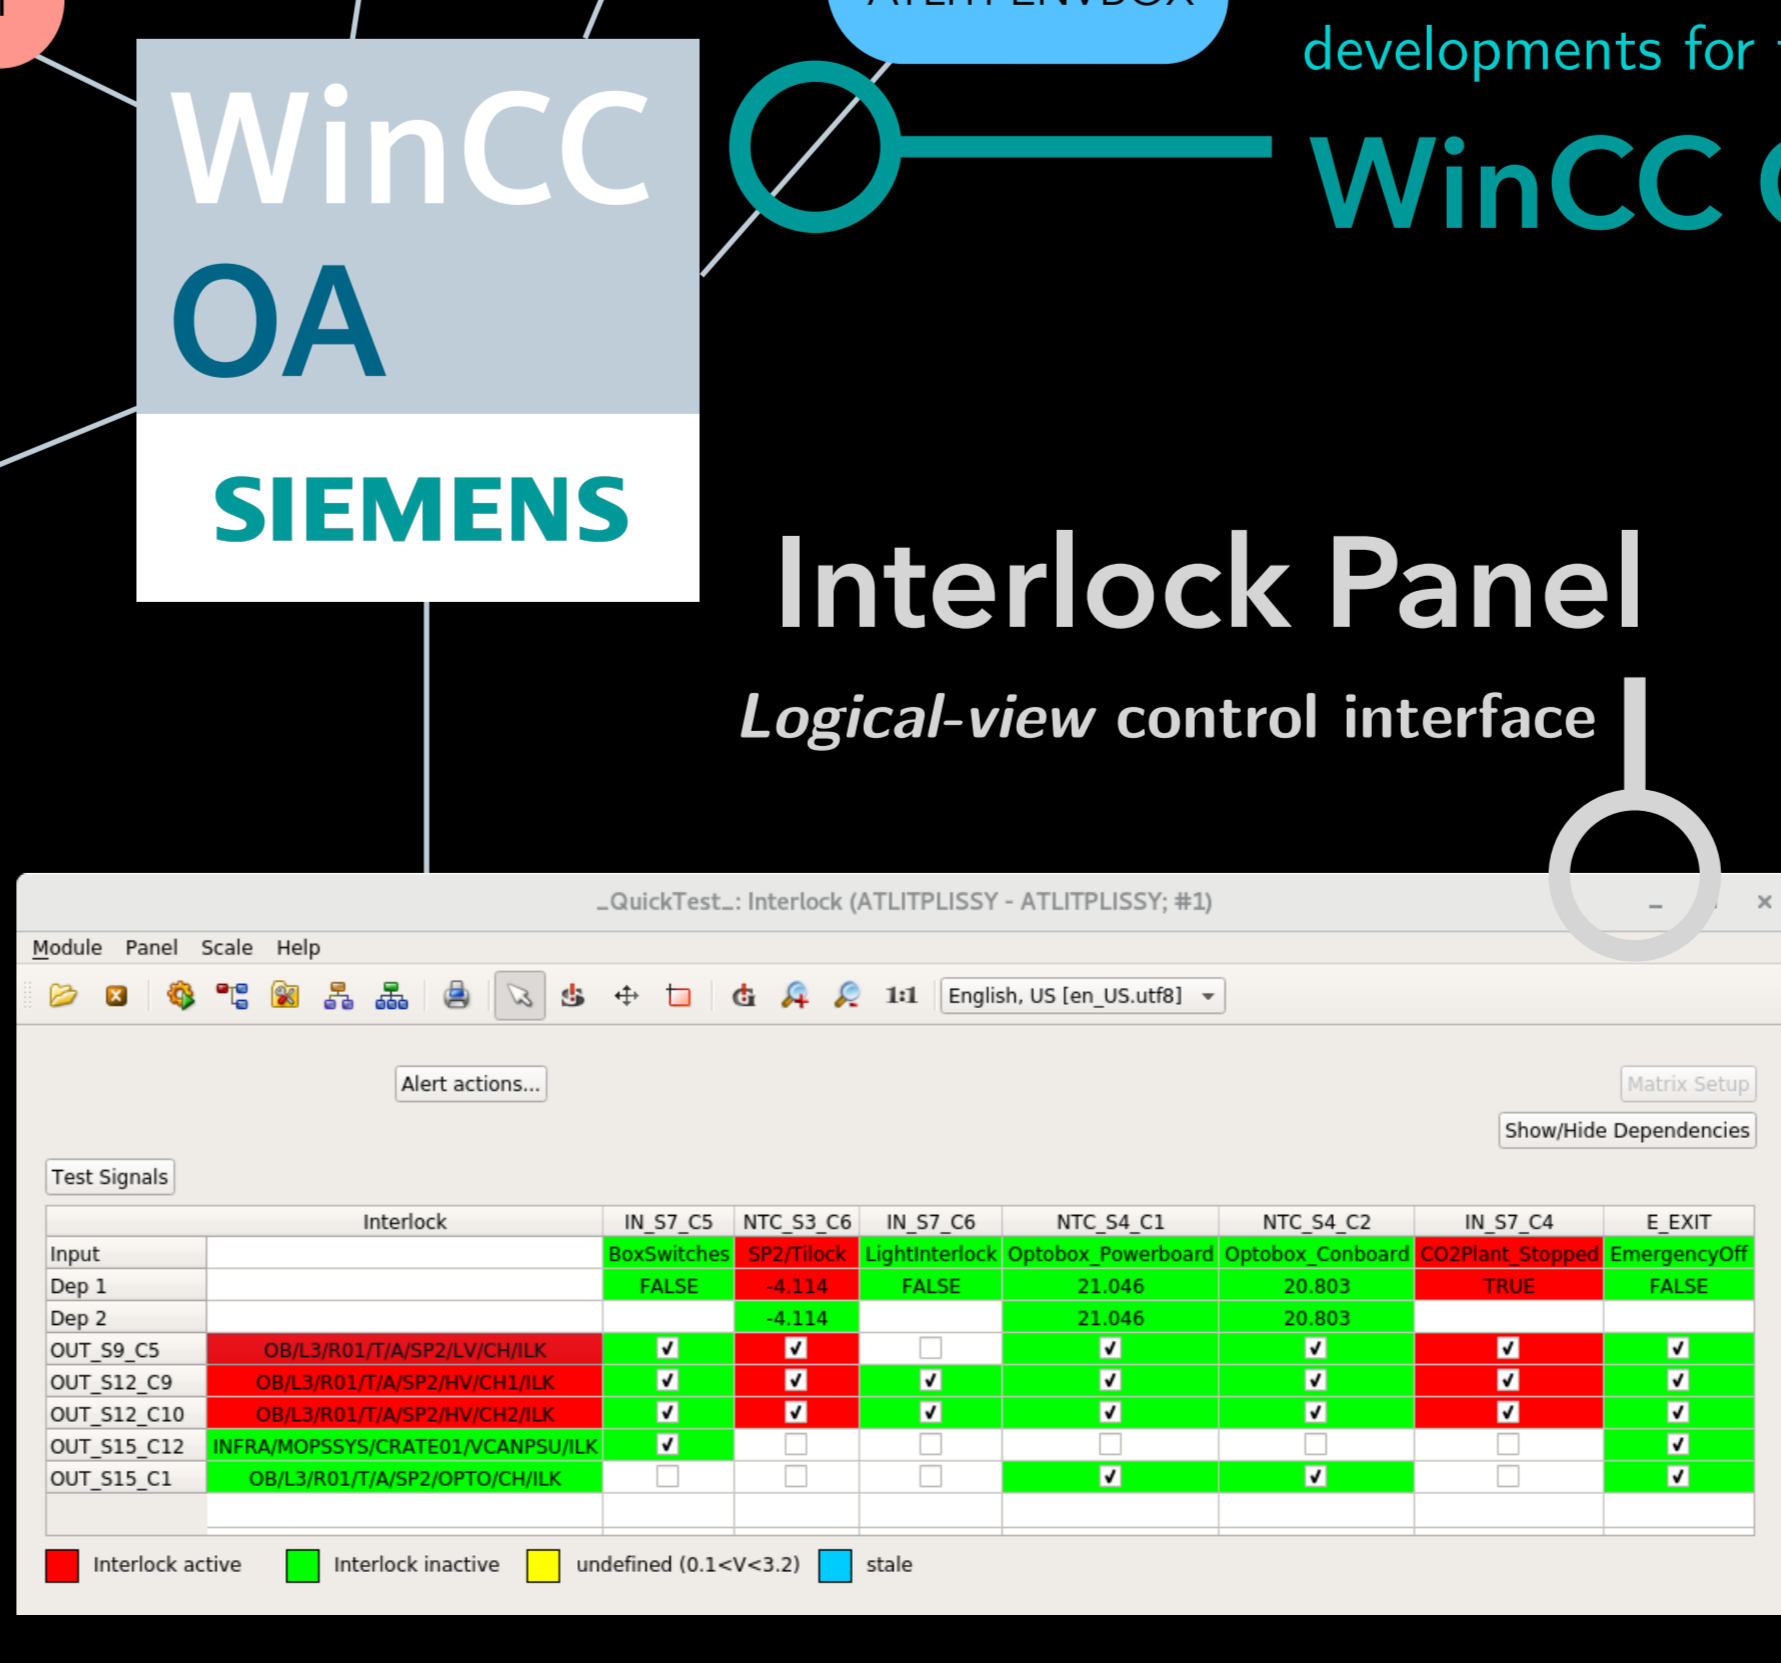 ATLITPENVBOX
developments for
WinCC
WinCC
OA
SIEMENS
Interlock Panel
Logical-view control interface
_QuickTest_: Interlock (ATLITPLISSY - ATLITPLISSY; #1)
Module Panel Scale Help
1:1 English, US [en_US.utf8]
Alert actions...
Matrix Setup
Show/Hide Dependencies
Test Signals
Interlock IN_S7_C5 NTC_S3_C6 IN_S7_C6 NTC_S4_C1 NTC_S4_C2 IN_S7_C4 E_EXIT
Input BoxSwitches SP2/Tilock LightInterlock Optobox_Powerboard Optobox_Conboard CO2Plant_Stopped EmergencyOff
Dep 1 FALSE -4.114 FALSE 21.046 20.803 TRUE FALSE
Dep 2 -4.114 21.046 20.803
OUT_S9_C5 OB/L3/R01/T/A/SP2/LV/CH/ILK
OUT_S12_C9 OB/L3/R01/T/A/SP2/HV/CH1/ILK
OUT_S12_C10 OB/L3/R01/T/A/SP2/HV/CH2/ILK
OUT_S15_C12 INFRA/MOPSSYS/CRATE01/VCANPSU/ILK
OUT_S15_C1 OB/L3/R01/T/A/SP2/OPTO/CH/ILK
Interlock active Interlock inactive undefined (0.1<V<3.2) stale